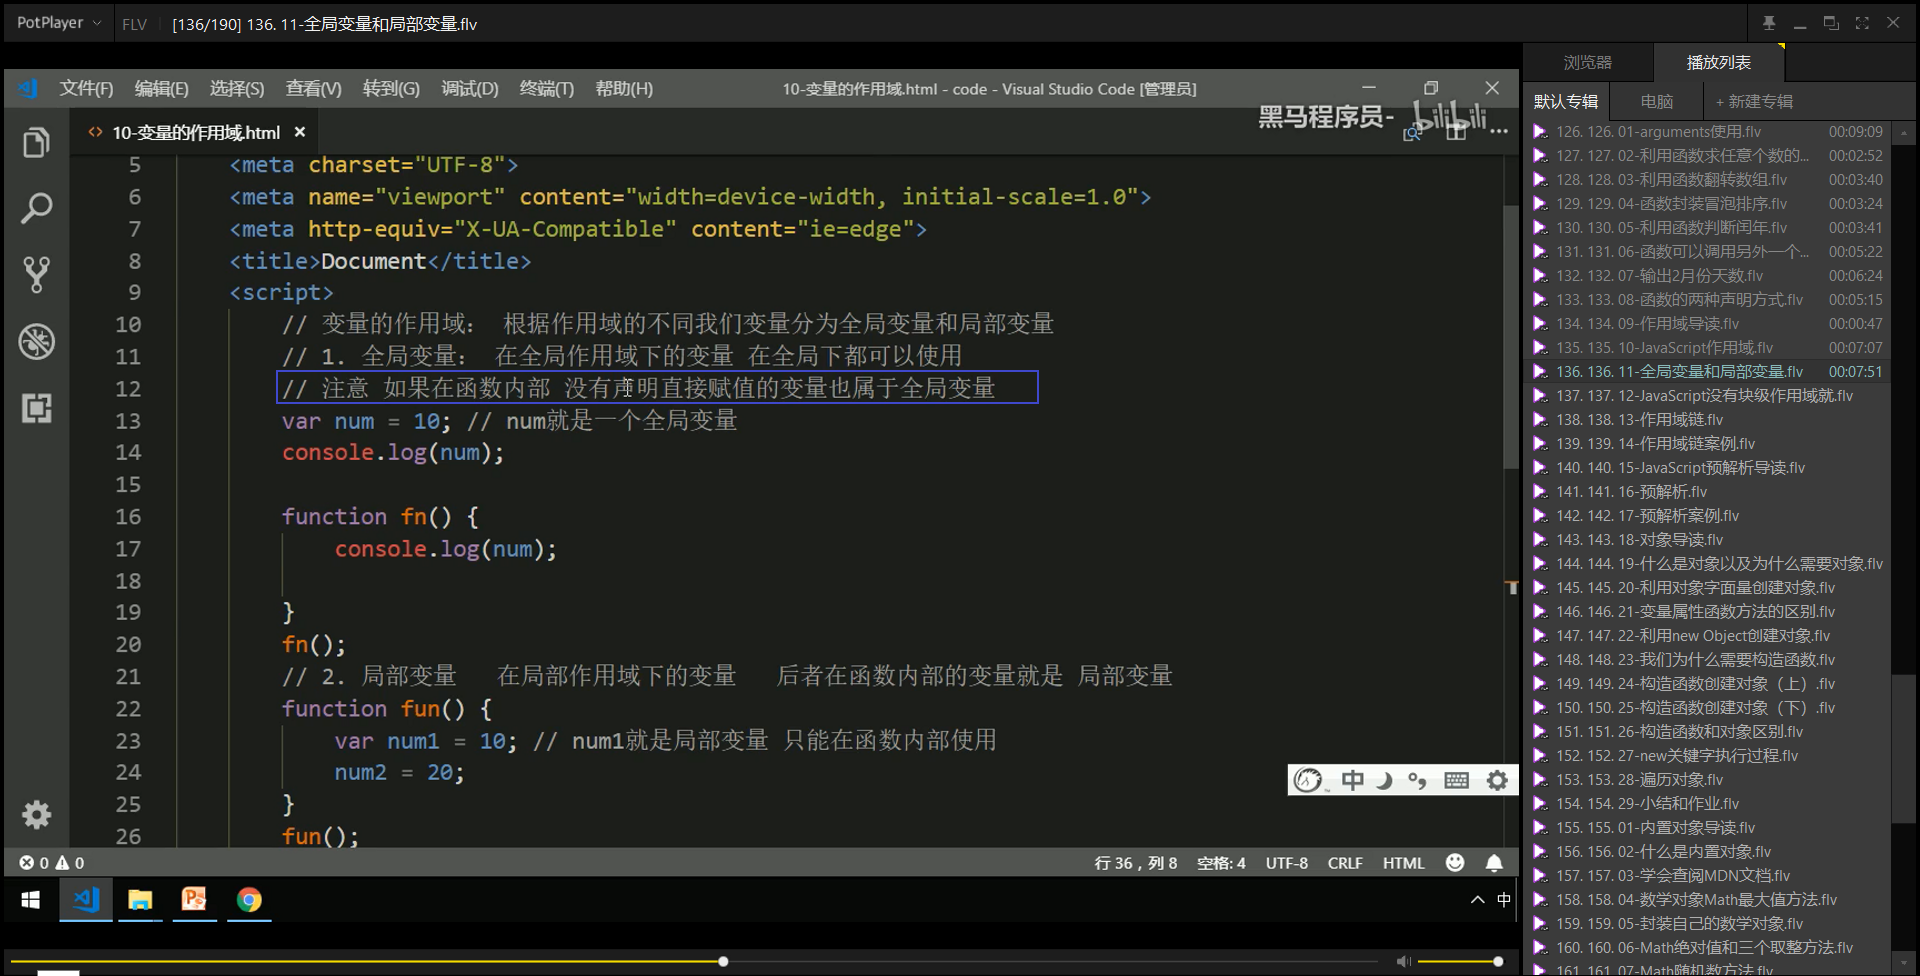 PotPlayer
FLV
[136/190] 136. 11-全局变量和局部变量.flv
文件(F) 编辑(E) 选择(S) 查看(V) 转到(G) 调试(D) 终端(T) 帮助(H)
10-变量的作用域.html - code - Visual Studio Code [管理员]
10-变量的作用域.html
黑马程序员-
bilibili
5 <meta charset="UTF-8">
6 <meta name="viewport" content="width=device-width, initial-scale=1.0">
7 <meta http-equiv="X-UA-Compatible" content="ie=edge">
8 <title>Document</title>
9 <script>
10 // 变量的作用域： 根据作用域的不同我们变量分为全局变量和局部变量
11 // 1. 全局变量： 在全局作用域下的变量 在全局下都可以使用
12 // 注意 如果在函数内部 没有声明直接赋值的变量也属于全局变量
13 var num = 10; // num就是一个全局变量
14 console.log(num);
15
16 function fn() {
17 console.log(num);
18
19 }
20 fn();
21 // 2. 局部变量 在局部作用域下的变量 后者在函数内部的变量就是 局部变量
22 function fun() {
23 var num1 = 10; // num1就是局部变量 只能在函数内部使用
24 num2 = 20;
25 }
26 fun();
中
0 0
行 36，列 8 空格: 4 UTF-8 CRLF HTML
中
浏览器 播放列表
默认专辑 电脑 + 新建专辑
126. 126. 01-arguments使用.flv 00:09:09
127. 127. 02-利用函数求任意个数的... 00:02:52
128. 128. 03-利用函数翻转数组.flv 00:03:40
129. 129. 04-函数封装冒泡排序.flv 00:03:24
130. 130. 05-利用函数判断闰年.flv 00:03:41
131. 131. 06-函数可以调用另外一个... 00:05:22
132. 132. 07-输出2月份天数.flv 00:06:24
133. 133. 08-函数的两种声明方式.flv 00:05:15
134. 134. 09-作用域导读.flv 00:00:47
135. 135. 10-JavaScript作用域.flv 00:07:07
136. 136. 11-全局变量和局部变量.flv 00:07:51
137. 137. 12-JavaScript没有块级作用域就.flv
138. 138. 13-作用域链.flv
139. 139. 14-作用域链案例.flv
140. 140. 15-JavaScript预解析导读.flv
141. 141. 16-预解析.flv
142. 142. 17-预解析案例.flv
143. 143. 18-对象导读.flv
144. 144. 19-什么是对象以及为什么需要对象.flv
145. 145. 20-利用对象字面量创建对象.flv
146. 146. 21-变量属性函数方法的区别.flv
147. 147. 22-利用new Object创建对象.flv
148. 148. 23-我们为什么需要构造函数.flv
149. 149. 24-构造函数创建对象（上）.flv
150. 150. 25-构造函数创建对象（下）.flv
151. 151. 26-构造函数和对象区别.flv
152. 152. 27-new关键字执行过程.flv
153. 153. 28-遍历对象.flv
154. 154. 29-小结和作业.flv
155. 155. 01-内置对象导读.flv
156. 156. 02-什么是内置对象.flv
157. 157. 03-学会查阅MDN文档.flv
158. 158. 04-数学对象Math最大值方法.flv
159. 159. 05-封装自己的数学对象.flv
160. 160. 06-Math绝对值和三个取整方法.flv
161. 161. 07-Math随机数方法.flv